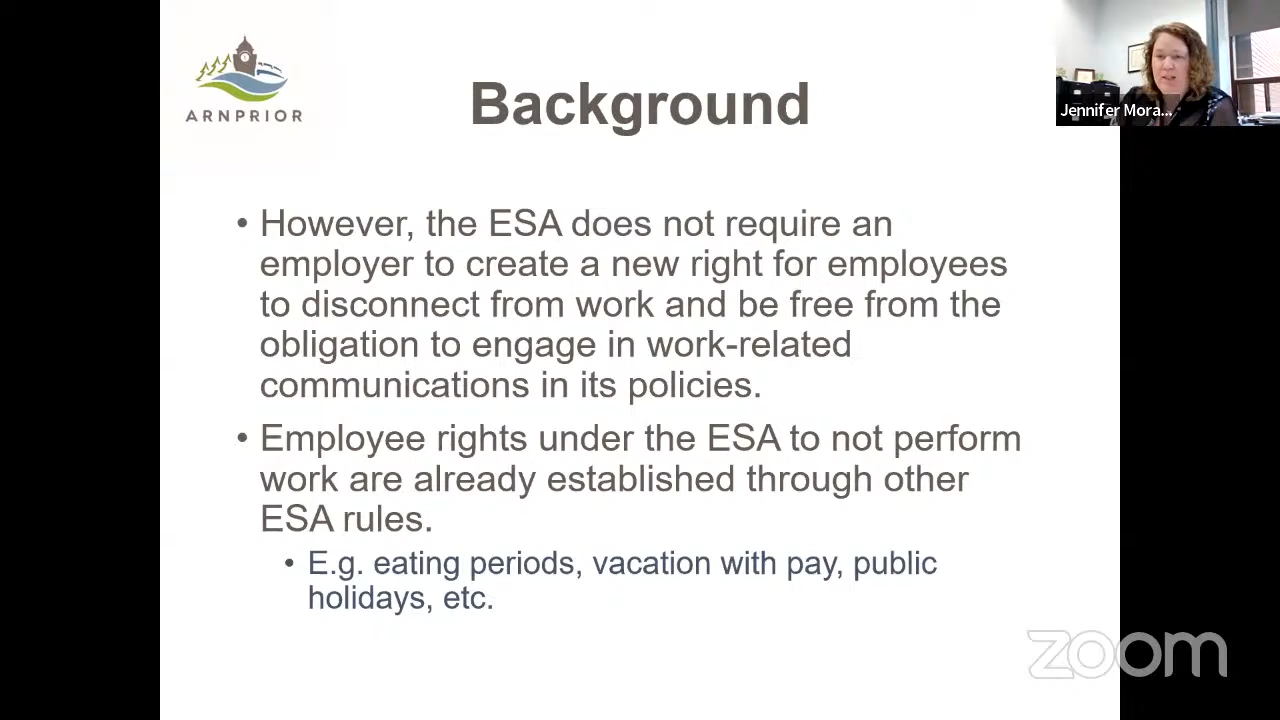 ARNPRIOR
Background
Jennifer Mora...
• However, the ESA does not require an
employer to create a new right for employees
to disconnect from work and be free from the
obligation to engage in work-related
communications in its policies.
• Employee rights under the ESA to not perform
work are already established through other
ESA rules.
• E.g. eating periods, vacation with pay, public
holidays, etc.
zoom